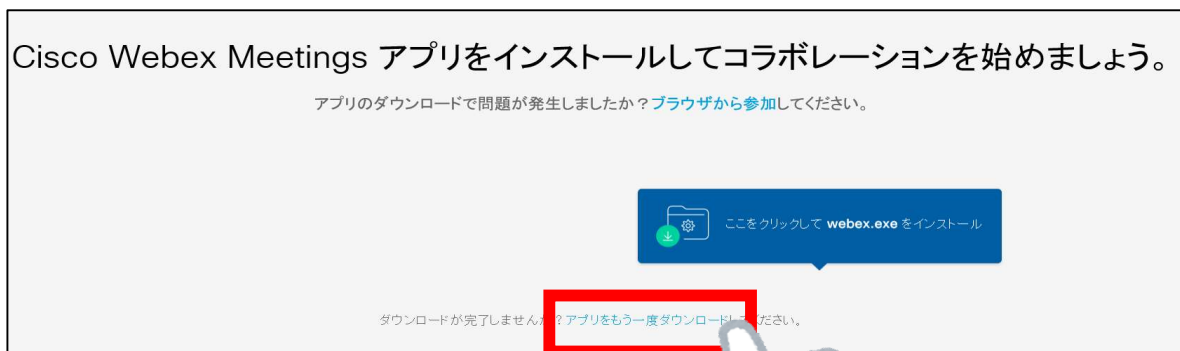 Cisco Webex Meetings アプリをインストールしてコラボレーションを始めましょう。
アプリのダウンロードで問題が発生しましたか？ブラウザから参加してください。
ここをクリックして webex.exe をインストール
ダウンロードが完了しませんか？アプリをもう一度ダウンロードしてください。